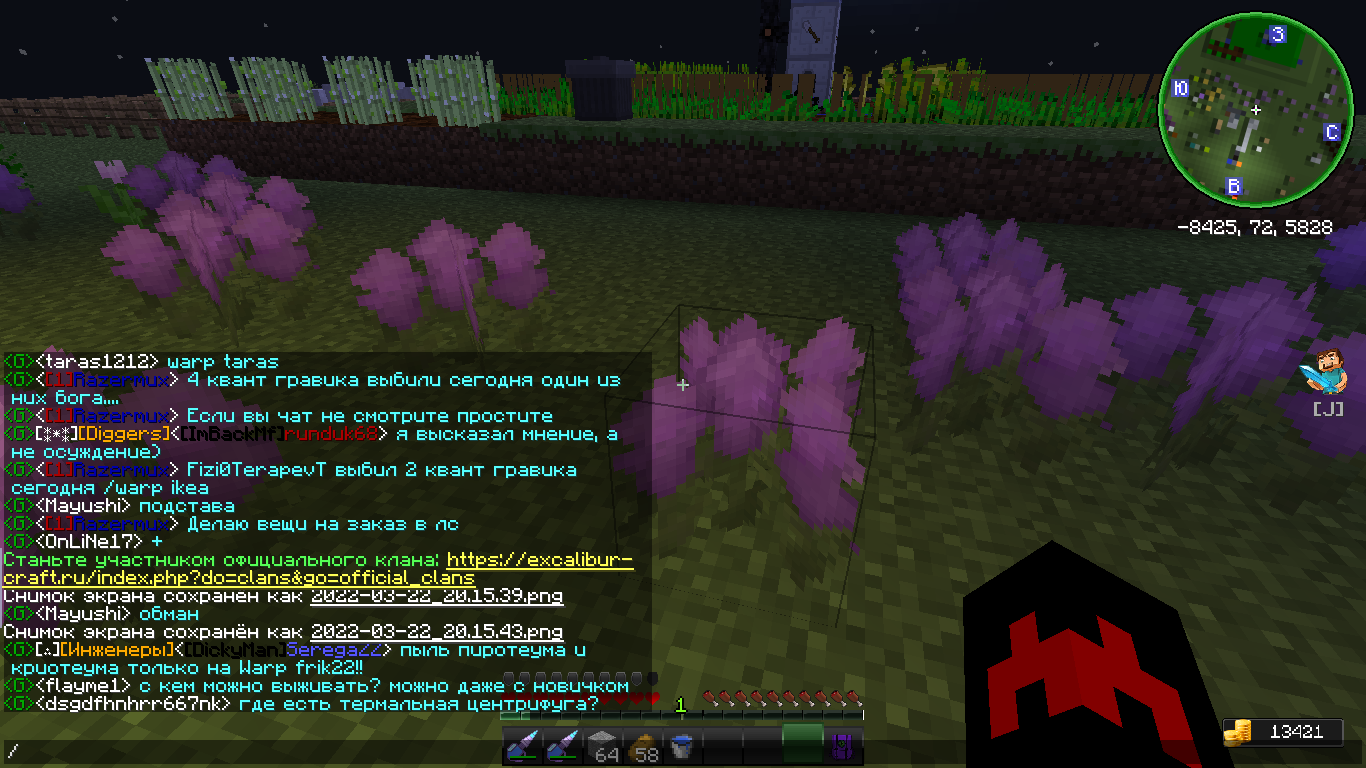 З
Ю
С
В
-8425, 72, 5828
[J]
<G><taras1212> warp taras
<G><[1]Razermux> 4 квант гравика выбили сегодня один из
них бога....
<G><[1]Razermux> Если вы чат не смотрите простите
<G>[⁂][Diggers]<[ImBackMf]runduk68> я высказал мнение, а
не осуждение)
<G><[1]Razermux> Fizi0TerapevT выбил 2 квант гравика
сегодня /warp ikea
<G><Mayushi> подстава
<G><[1]Razermux> Делаю вещи на заказ в лс
<G><OnLiNe17> +
Станьте участником официального клана: https://excalibur-
craft.ru/index.php?do=clans&go=official_clans
Снимок экрана сохранён как 2022-03-22_20.15.39.png
<G><Mayushi> обман
Снимок экрана сохранён как 2022-03-22_20.15.43.png
<G>[⁂][Инженеры]<[DickyMan]SeregaZZ> пыль пиротеума и
криотеума только на Warp frik22!!
<G><flayme1> с кем можно выживать? можно даже с новичком
<G><dsgdfhnhrr667nk> где есть термальная центрифуга?
1
64
58
13421
/